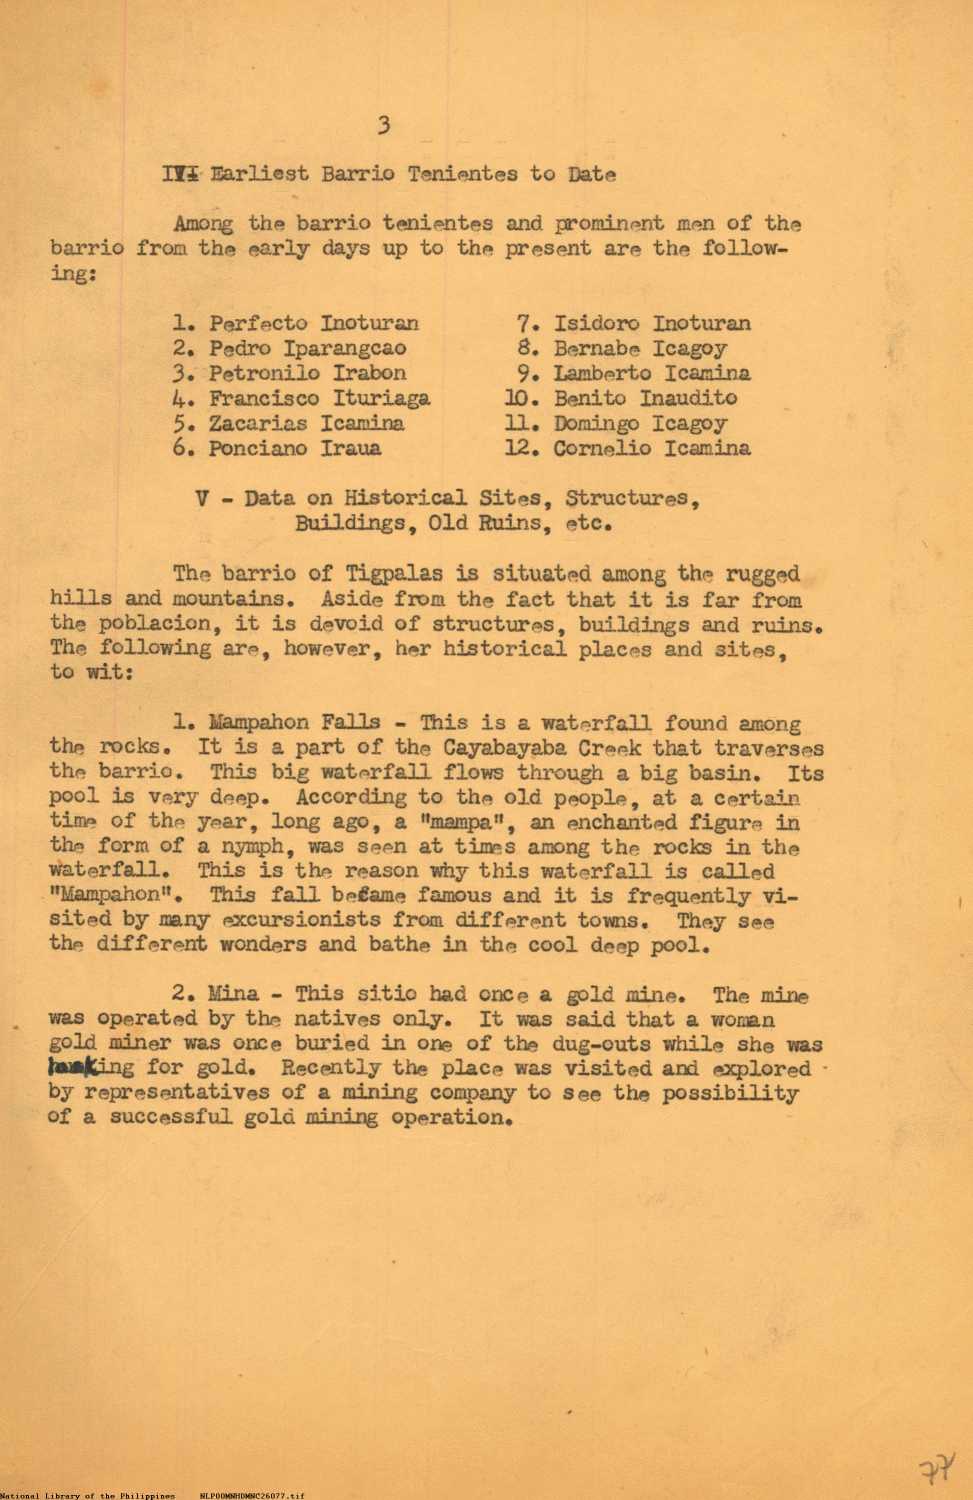 3
IVI Earliest Barrio Tenientes to Date
Among the barrio tenientes and prominent men of the
barrio from the early days up to the present are the follow-
ing:
1. Perfecto Inoturan 7. Isidoro Inoturan
2. Pedro Iparangcao 8. Bernabe Icagoy
3. Petronilo Irabon 9. Lamberto Icamina
4. Francisco Ituriaga 10. Benito Inaudito
5. Zacarias Icamina 11. Domingo Icagoy
6. Ponciano Iraua 12. Cornelio Icamina
V - Data on Historical Sites, Structures,
Buildings, Old Ruins, etc.
The barrio of Tigpalas is situated among the rugged
hills and mountains. Aside from the fact that it is far from
the poblacion, it is devoid of structures, buildings and ruins.
The following are, however, her historical places and sites,
to wit:
1. Mampahon Falls - This is a waterfall found among
the rocks. It is a part of the Cayabayaba Creek that traverses
the barrio. This big waterfall flows through a big basin. Its
pool is very deep. According to the old people, at a certain
time of the year, long ago, a "mampa", an enchanted figure in
the form of a nymph, was seen at times among the rocks in the
waterfall. This is the reason why this waterfall is called
"Mampahon". This fall became famous and it is frequently vi-
sited by many excursionists from different towns. They see
the different wonders and bathe in the cool deep pool.
2. Mina - This sitio had once a gold mine. The mine
was operated by the natives only. It was said that a woman
gold miner was once buried in one of the dug-outs while she was
for gold. Recently the place was visited and explored
by representatives of a mining company to see the possibility
of a successful gold mining operation.
77
National Library of the Philippines NLP00MNHDMNC26077.tif